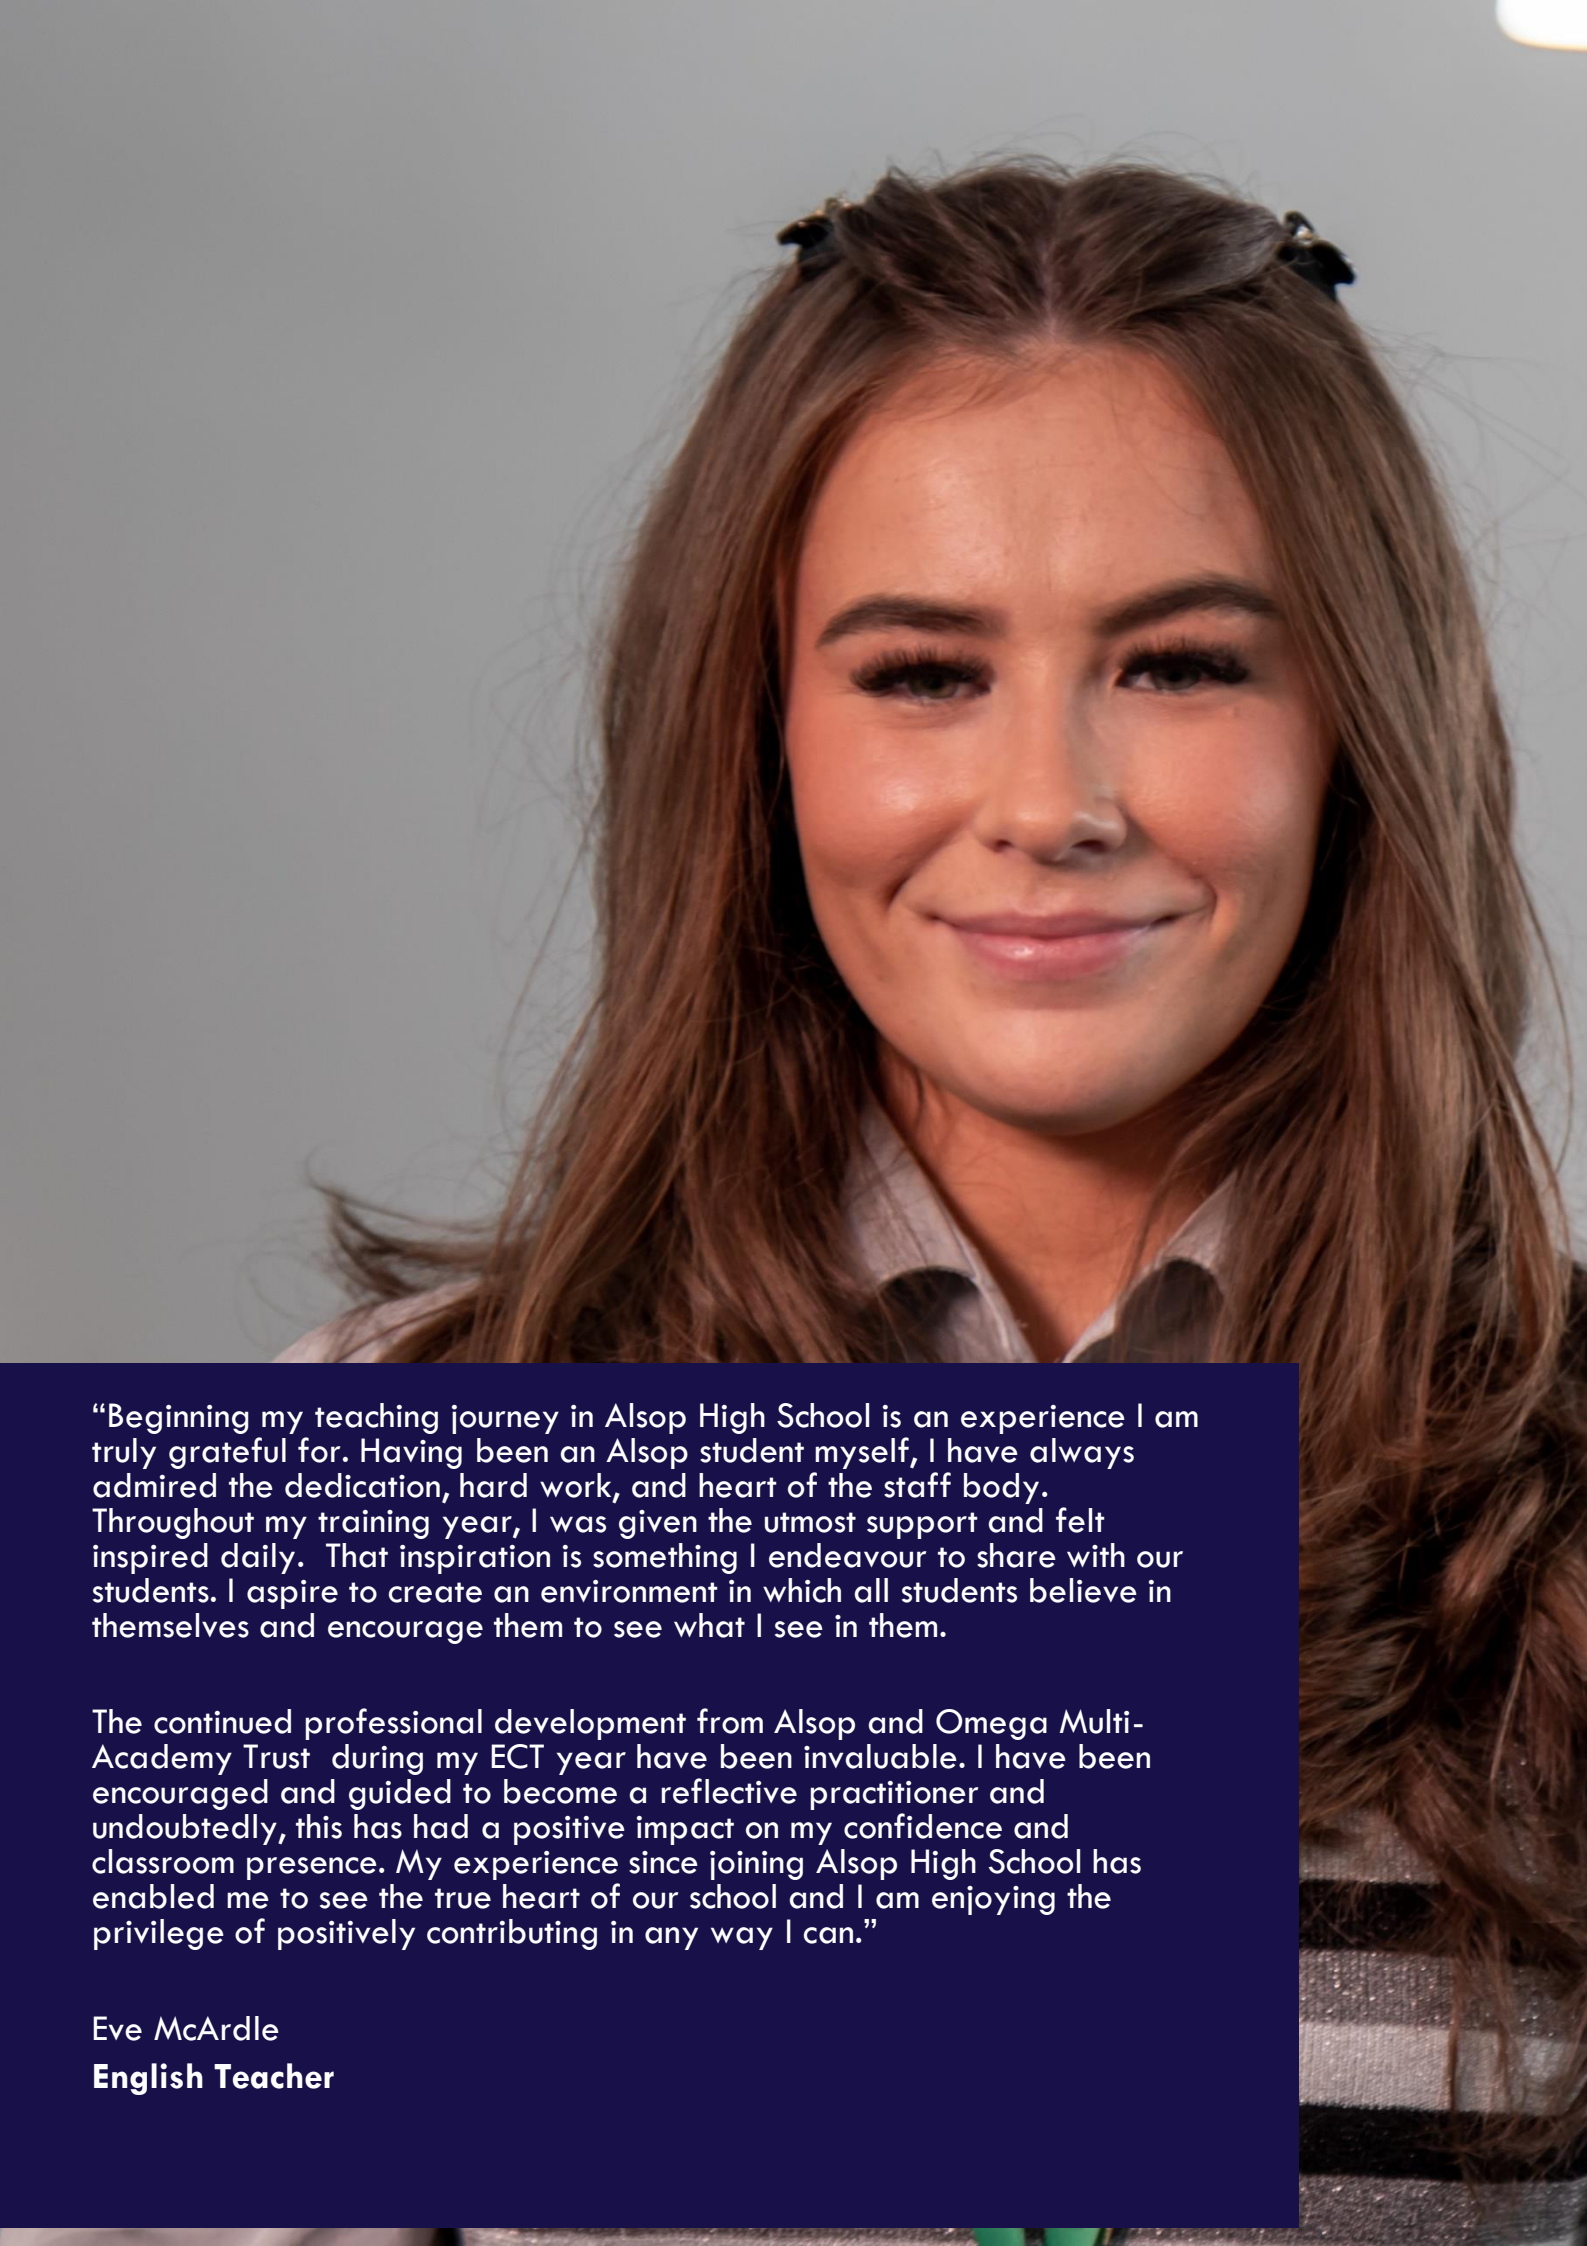 “Beginning my teaching journey in Alsop High School is an experience I am
truly grateful for. Having been an Alsop student myself, I have always
admired the dedication, hard work, and heart of the staff body.
Throughout my training year, I was given the utmost support and felt
inspired daily.  That inspiration is something I endeavour to share with our
students. I aspire to create an environment in which all students believe in
themselves and encourage them to see what I see in them.
The continued professional development from Alsop and Omega Multi-
Academy Trust  during my ECT year have been invaluable. I have been
encouraged and guided to become a reflective practitioner and
undoubtedly, this has had a positive impact on my confidence and
classroom presence. My experience since joining Alsop High School has
enabled me to see the true heart of our school and I am enjoying the
privilege of positively contributing in any way I can.”
Eve McArdle
English Teacher